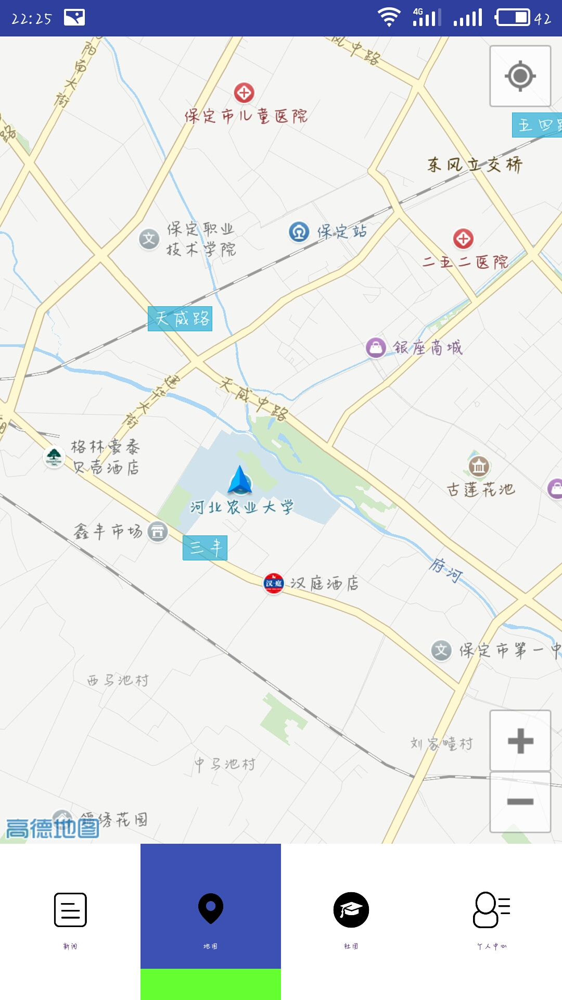 22:25
4G
42
阳南大街
风中路
路
保定市儿童医院
五四路
东风立交桥
保定职业
技术学院
保定站
二五二医院
天威路
银座商城
建华大街
天威中路
格林豪泰
贝壳酒店
古莲花池
河北农业大学
鑫丰市场
三丰
汉庭
汉庭酒店
府河
保定市第一中
西马池村
刘家疃村
中马池村
锦绣花园
高德地图
新闻
地图
社团
个人中心